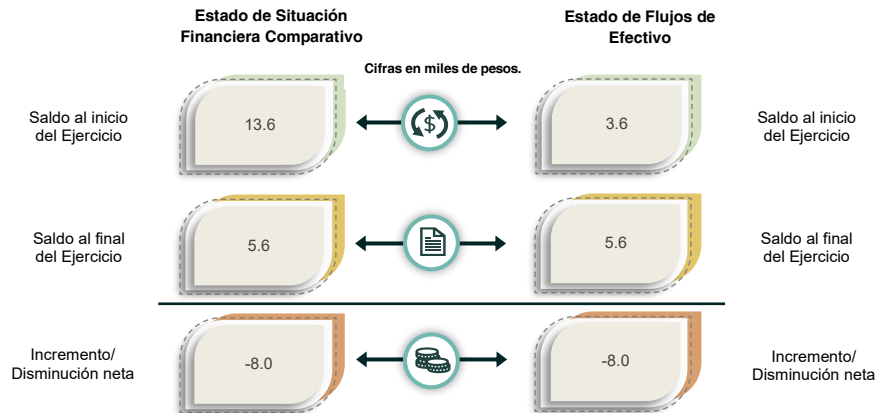 Estado de Situación
Financiera Comparativo
Estado de Flujos de
Efectivo
Cifras en miles de pesos.
Saldo al inicio
del Ejercicio
13.6
$
3.6
Saldo al inicio
del Ejercicio
Saldo al final
del Ejercicio
5.6
5.6
Saldo al final
del Ejercicio
Incremento/
Disminución neta
-8.0
-8.0
Incremento/
Disminución neta